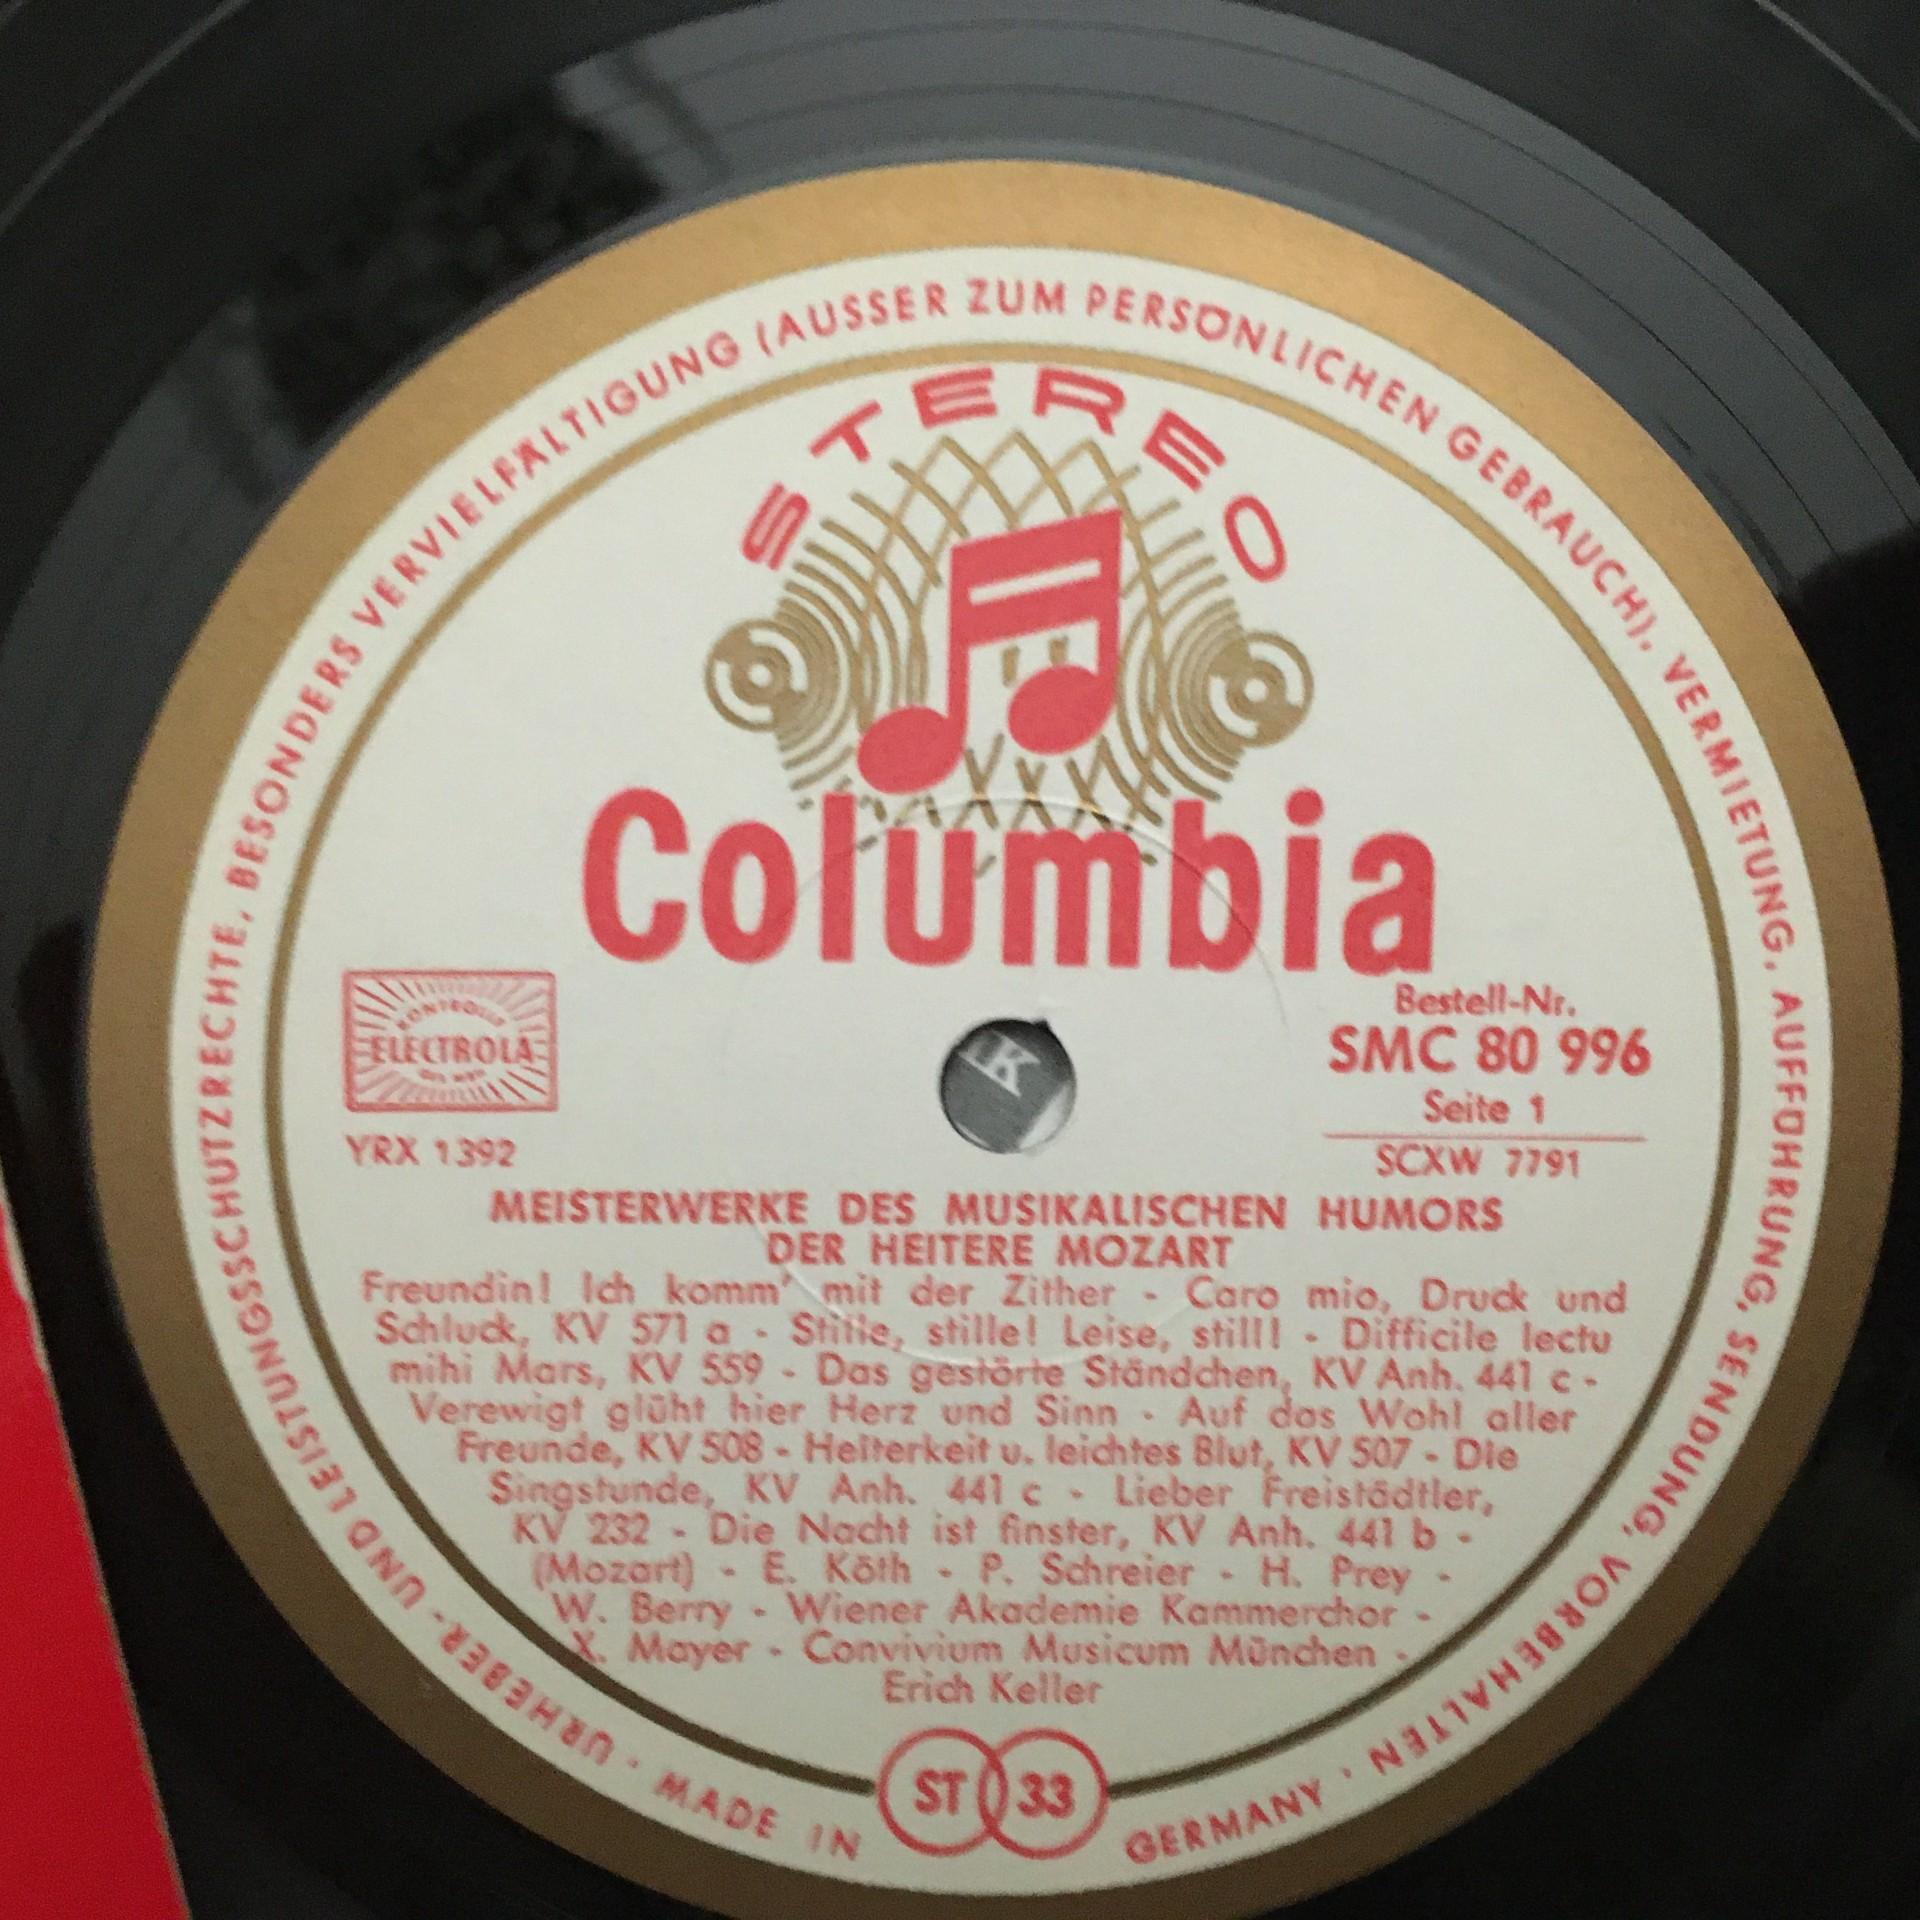 URHEBER- UND LEISTUNGSSCHUTZRECHTE, BESONDERS VERVIELFÄLTIGUNG (AUSSER ZUM PERSÖNLICHEN GEBRAUCH), VERMIETUNG, AUFFÜHRUNG, SENDUNG, VORBEHALTEN ·
STEREO
Columbia
KONTROLLE
ELECTROLA
YRX 1392
Bestell-Nr.
SMC 80 996
Seite 1
SCXW 7791
K
MEISTERWERKE DES MUSIKALISCHEN HUMORS
DER HEITERE MOZART
Freundin! Ich komm' mit der Zither - Caro mio, Druck und
Schluck, KV 571 a - Stille, stille! Leise, still! - Difficile lectu
mihi Mars, KV 559 - Das gestörte Ständchen, KV Anh. 441 c -
Verewigt glüht hier Herz und Sinn - Auf das Wohl aller
Freunde, KV 508 - Heiterkeit u. leichtes Blut, KV 507 - Die
Singstunde, KV Anh. 441 c - Lieber Freistädtler,
KV 232 - Die Nacht ist finster, KV Anh. 441 b -
(Mozart) - E. Köth - P. Schreier - H. Prey -
W. Berry - Wiener Akademie Kammerchor -
X. Mayer - Convivium Musicum München -
Erich Keller
ST 33
· MADE IN GERMANY ·